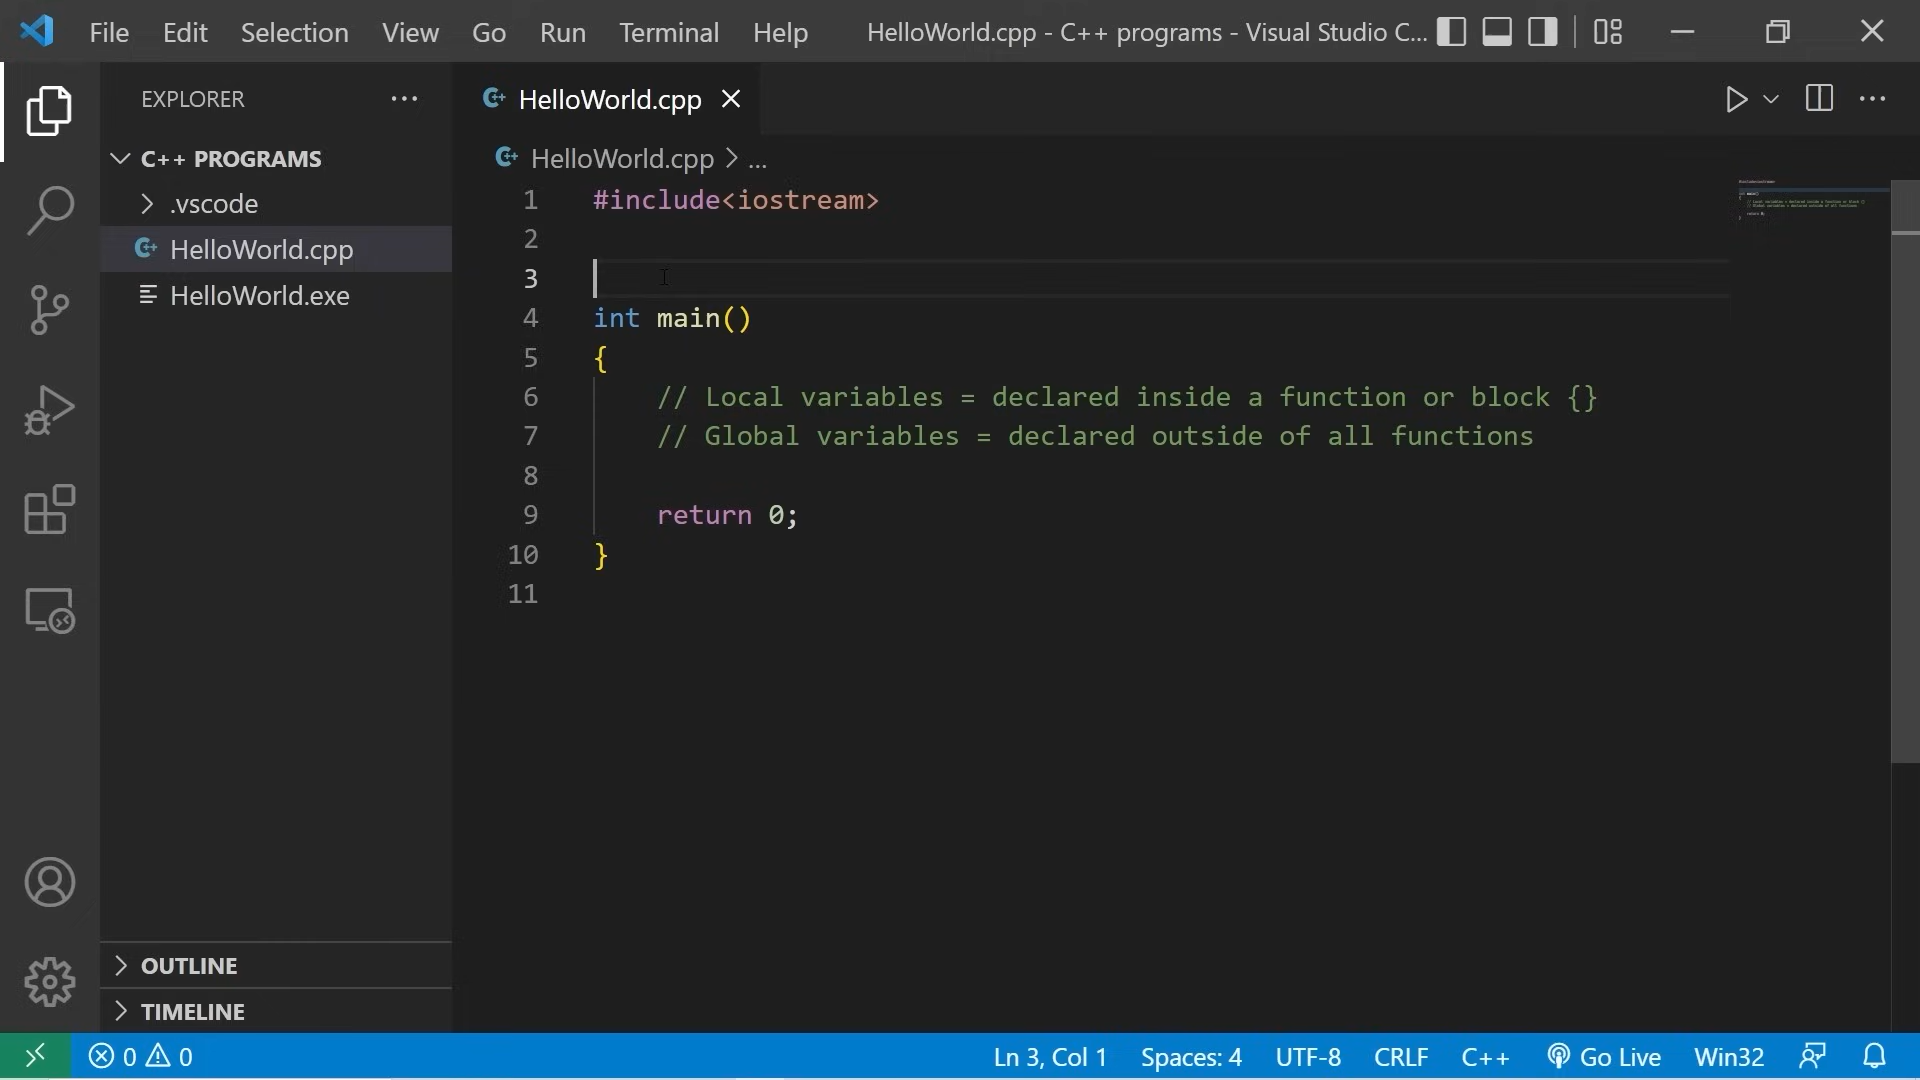 File Edit Selection View Go Run Terminal Help HelloWorld.cpp - C++ programs - Visual Studio C...
EXPLORER
C++ PROGRAMS
.vscode
HelloWorld.cpp
HelloWorld.exe
OUTLINE
TIMELINE
HelloWorld.cpp
HelloWorld.cpp > ...
1 #include<iostream>
2
3
4 int main()
5 {
6 // Local variables = declared inside a function or block {}
7 // Global variables = declared outside of all functions
8
9 return 0;
10 }
11
0 0 Ln 3, Col 1 Spaces: 4 UTF-8 CRLF C++ Go Live Win32